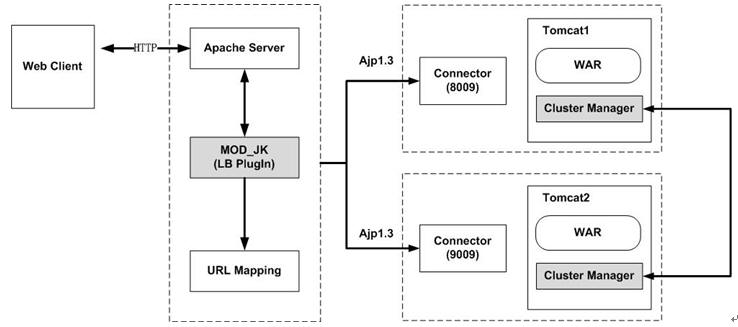 Web Client
HTTP
Apache Server
MOD_JK
(LB PlugIn)
URL Mapping
Ajp1.3
Connector
(8009)
Tomcat1
WAR
Cluster Manager
Ajp1.3
Connector
(9009)
Tomcat2
WAR
Cluster Manager